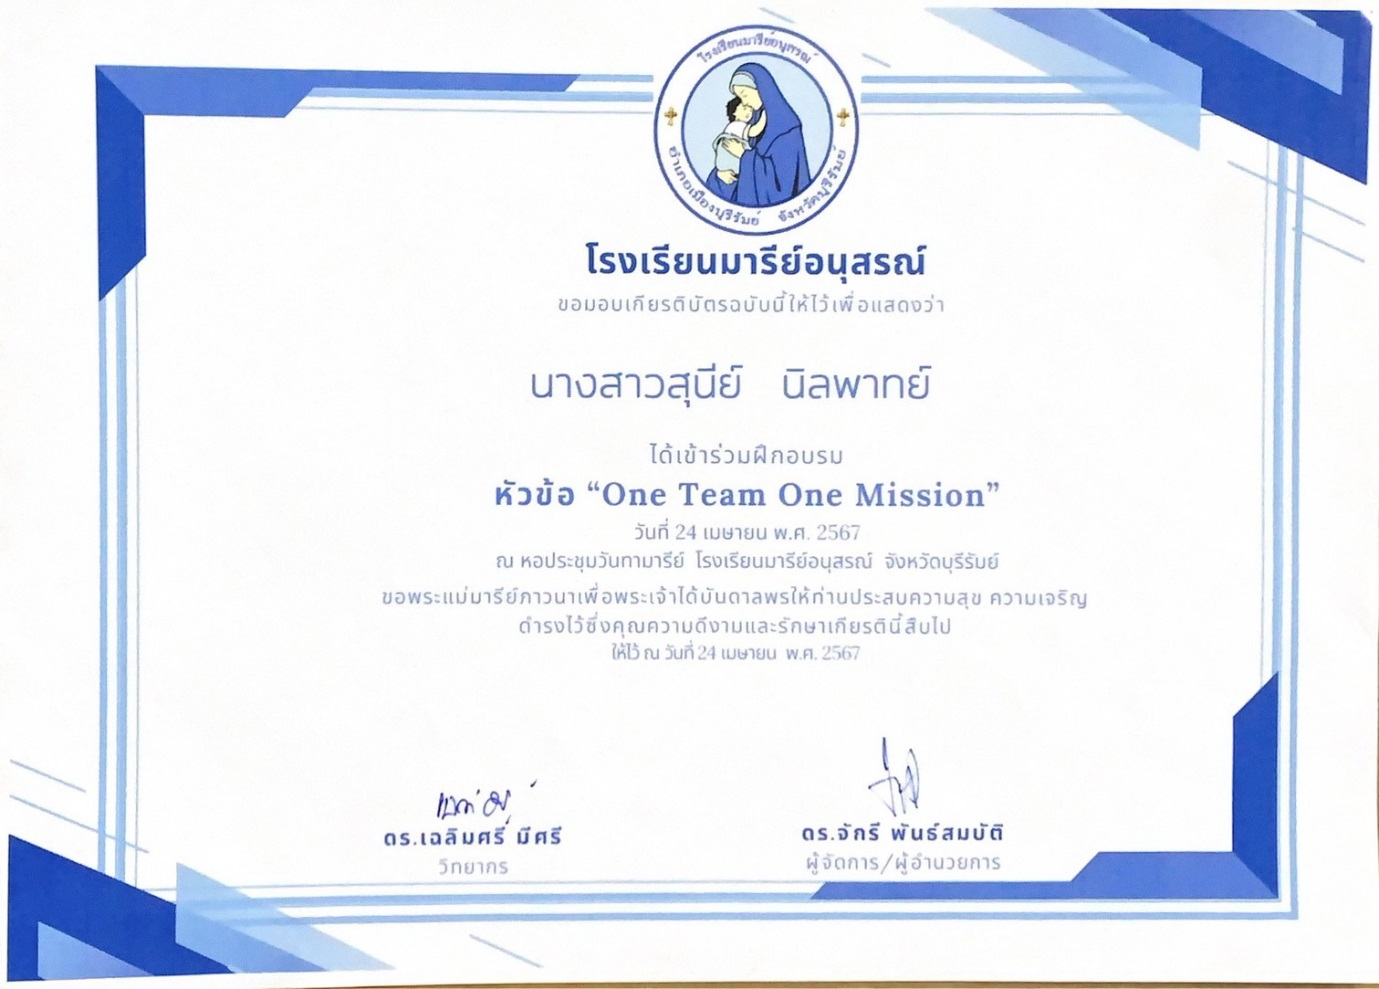 โรงเรียนมารีย์อนุสรณ์
อำเภอเมืองบุรีรัมย์ จังหวัดบุรีรัมย์
โรงเรียนมารีย์อนุสรณ์
ขอมอบเกียรติบัตรฉบับนี้ให้ไว้เพื่อแสดงว่า
นางสาวสุนีย์ นิลพาทย์
ได้เข้าร่วมฝึกอบรม
หัวข้อ “One Team One Mission”
วันที่ 24 เมษายน พ.ศ. 2567
ณ หอประชุมวันทามารีย์ โรงเรียนมารีย์อนุสรณ์ จังหวัดบุรีรัมย์
ขอพระแม่มารีย์ภาวนาเพื่อพระเจ้าได้บันดาลพรให้ท่านประสบความสุข ความเจริญ
ดำรงไว้ซึ่งคุณความดีงามและรักษาเกียรตินี้สืบไป
ให้ไว้ ณ วันที่ 24 เมษายน พ.ศ. 2567
ดร.เฉลิมศรี มีศรี
วิทยากร
ดร.จักรี พันธ์สมบัติ
ผู้จัดการ/ผู้อำนวยการ